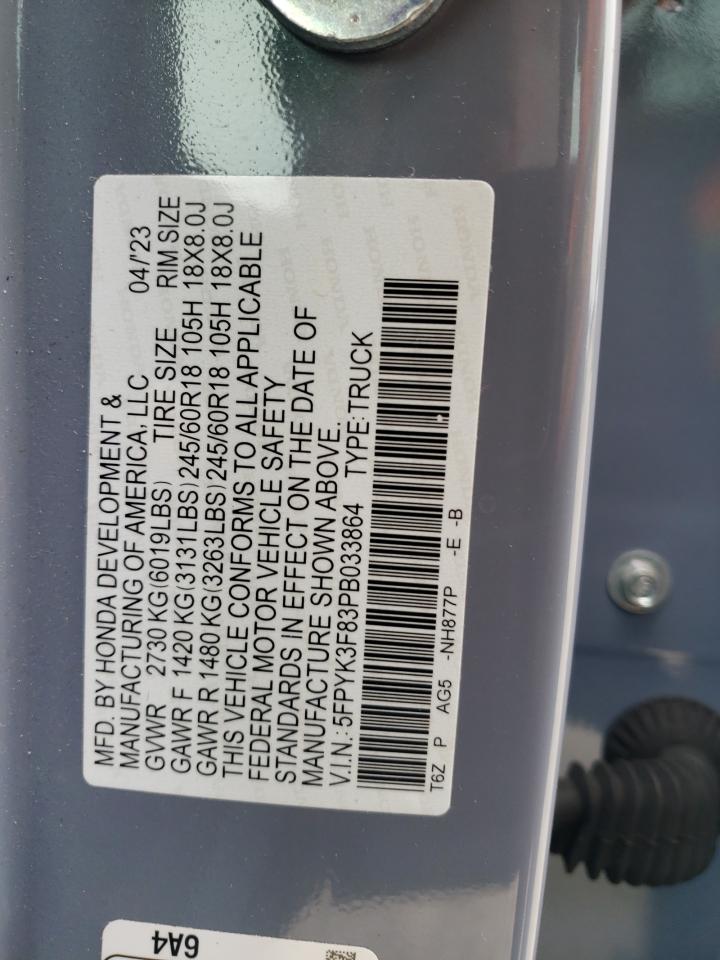 MFD. BY HONDA DEVELOPMENT &
MANUFACTURING OF AMERICA, LLC 04/'23
GVWR 2730 KG(6019LBS) TIRE SIZE RIM SIZE
GAWR F 1420 KG(3131LBS)245/60R18 105H 18X8.0J
GAWR R 1480 KG(3263LBS)245/60R18 105H 18X8.0J
THIS VEHICLE CONFORMS TO ALL APPLICABLE
FEDERAL MOTOR VEHICLE SAFETY
STANDARDS IN EFFECT ON THE DATE OF
MANUFACTURE SHOWN ABOVE.
V.I.N.: 5FPYK3F83PB033864 TYPE:TRUCK
T6Z P AG5 -NH877P -E -B
6A4